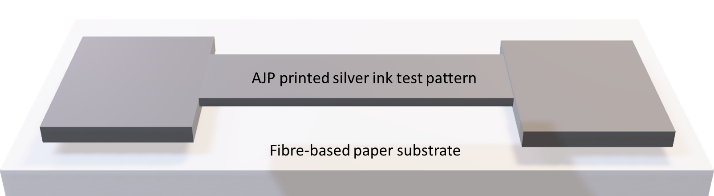 AJP printed silver ink test pattern
Fibre-based paper substrate